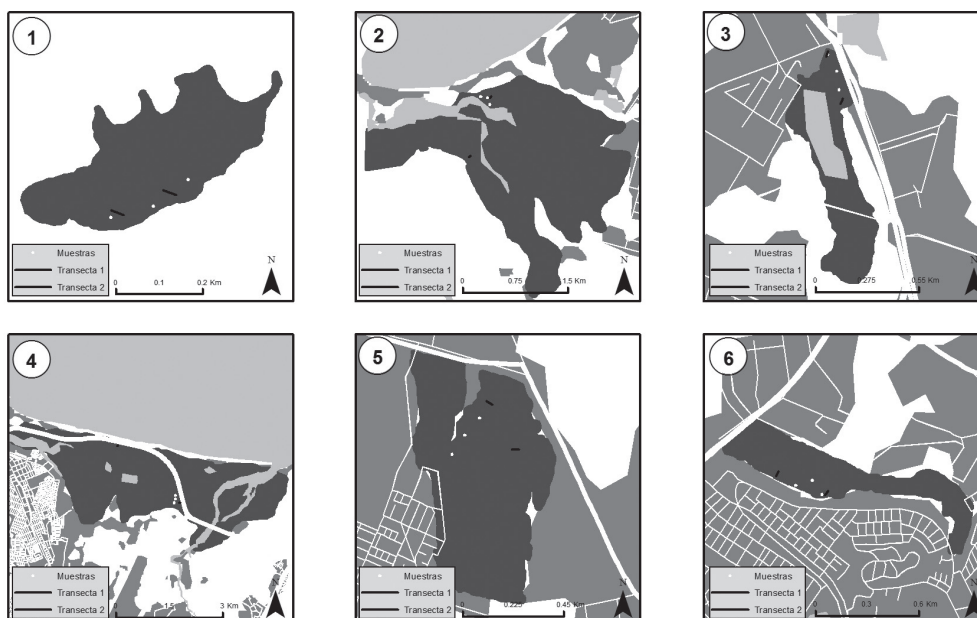 1
N
Muestras
Transecta 1
Transecta 2
0 0.1 0.2 Km
2
N
Muestras
Transecta 1
Transecta 2
0 0.75 1.5 Km
3
N
Muestras
Transecta 1
Transecta 2
0 0.275 0.55 Km
4
N
Muestras
Transecta 1
Transecta 2
0 1.5 3 Km
5
N
Muestras
Transecta 1
Transecta 2
0 0.225 0.45 Km
6
N
Muestras
Transecta 1
Transecta 2
0 0.3 0.6 Km